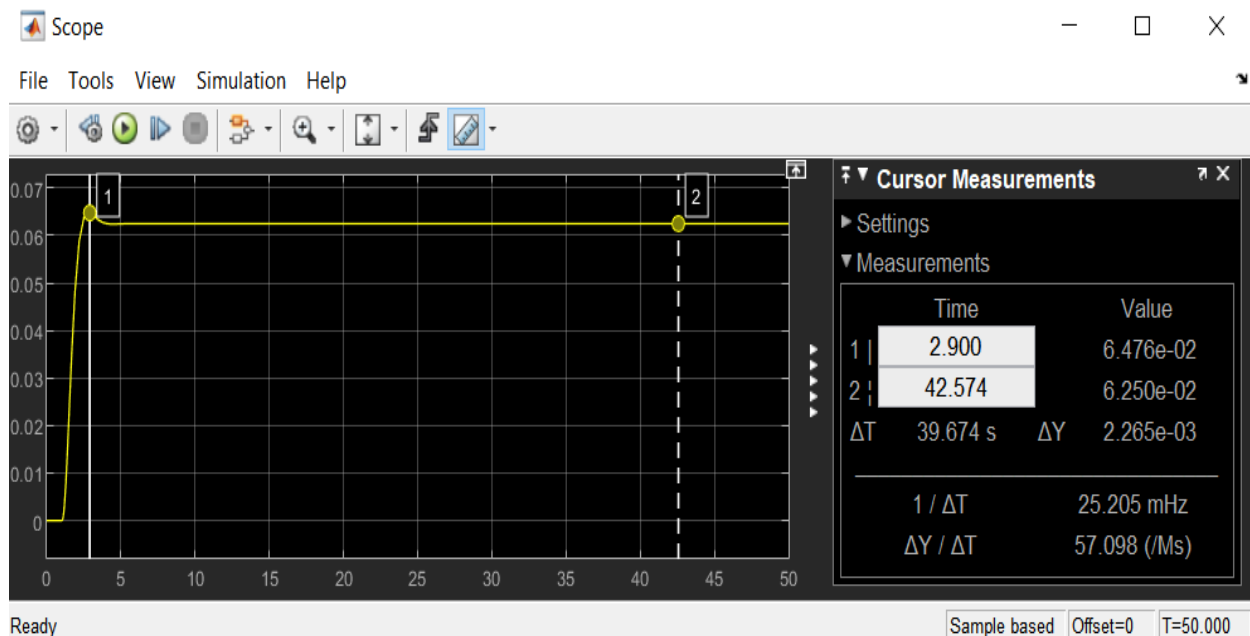 Scope
File Tools View Simulation Help
Cursor Measurements
Settings
Measurements
Time Value
1 | 2.900 6.476e-02
2 ¦ 42.574 6.250e-02
ΔT 39.674 s ΔY 2.265e-03
1 / ΔT 25.205 mHz
ΔY / ΔT 57.098 (/Ms)
1 2
0.07
0.06
0.05
0.04
0.03
0.02
0.01
0
0 5 10 15 20 25 30 35 40 45 50
Ready Sample based Offset=0 T=50.000